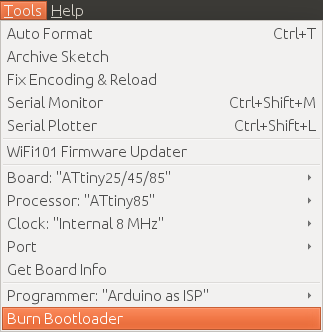 Tools Help
Auto Format Ctrl+T
Archive Sketch
Fix Encoding & Reload
Serial Monitor Ctrl+Shift+M
Serial Plotter Ctrl+Shift+L
WiFi101 Firmware Updater
Board: "ATtiny25/45/85"
Processor: "ATtiny85"
Clock: "Internal 8 MHz"
Port
Get Board Info
Programmer: "Arduino as ISP"
Burn Bootloader